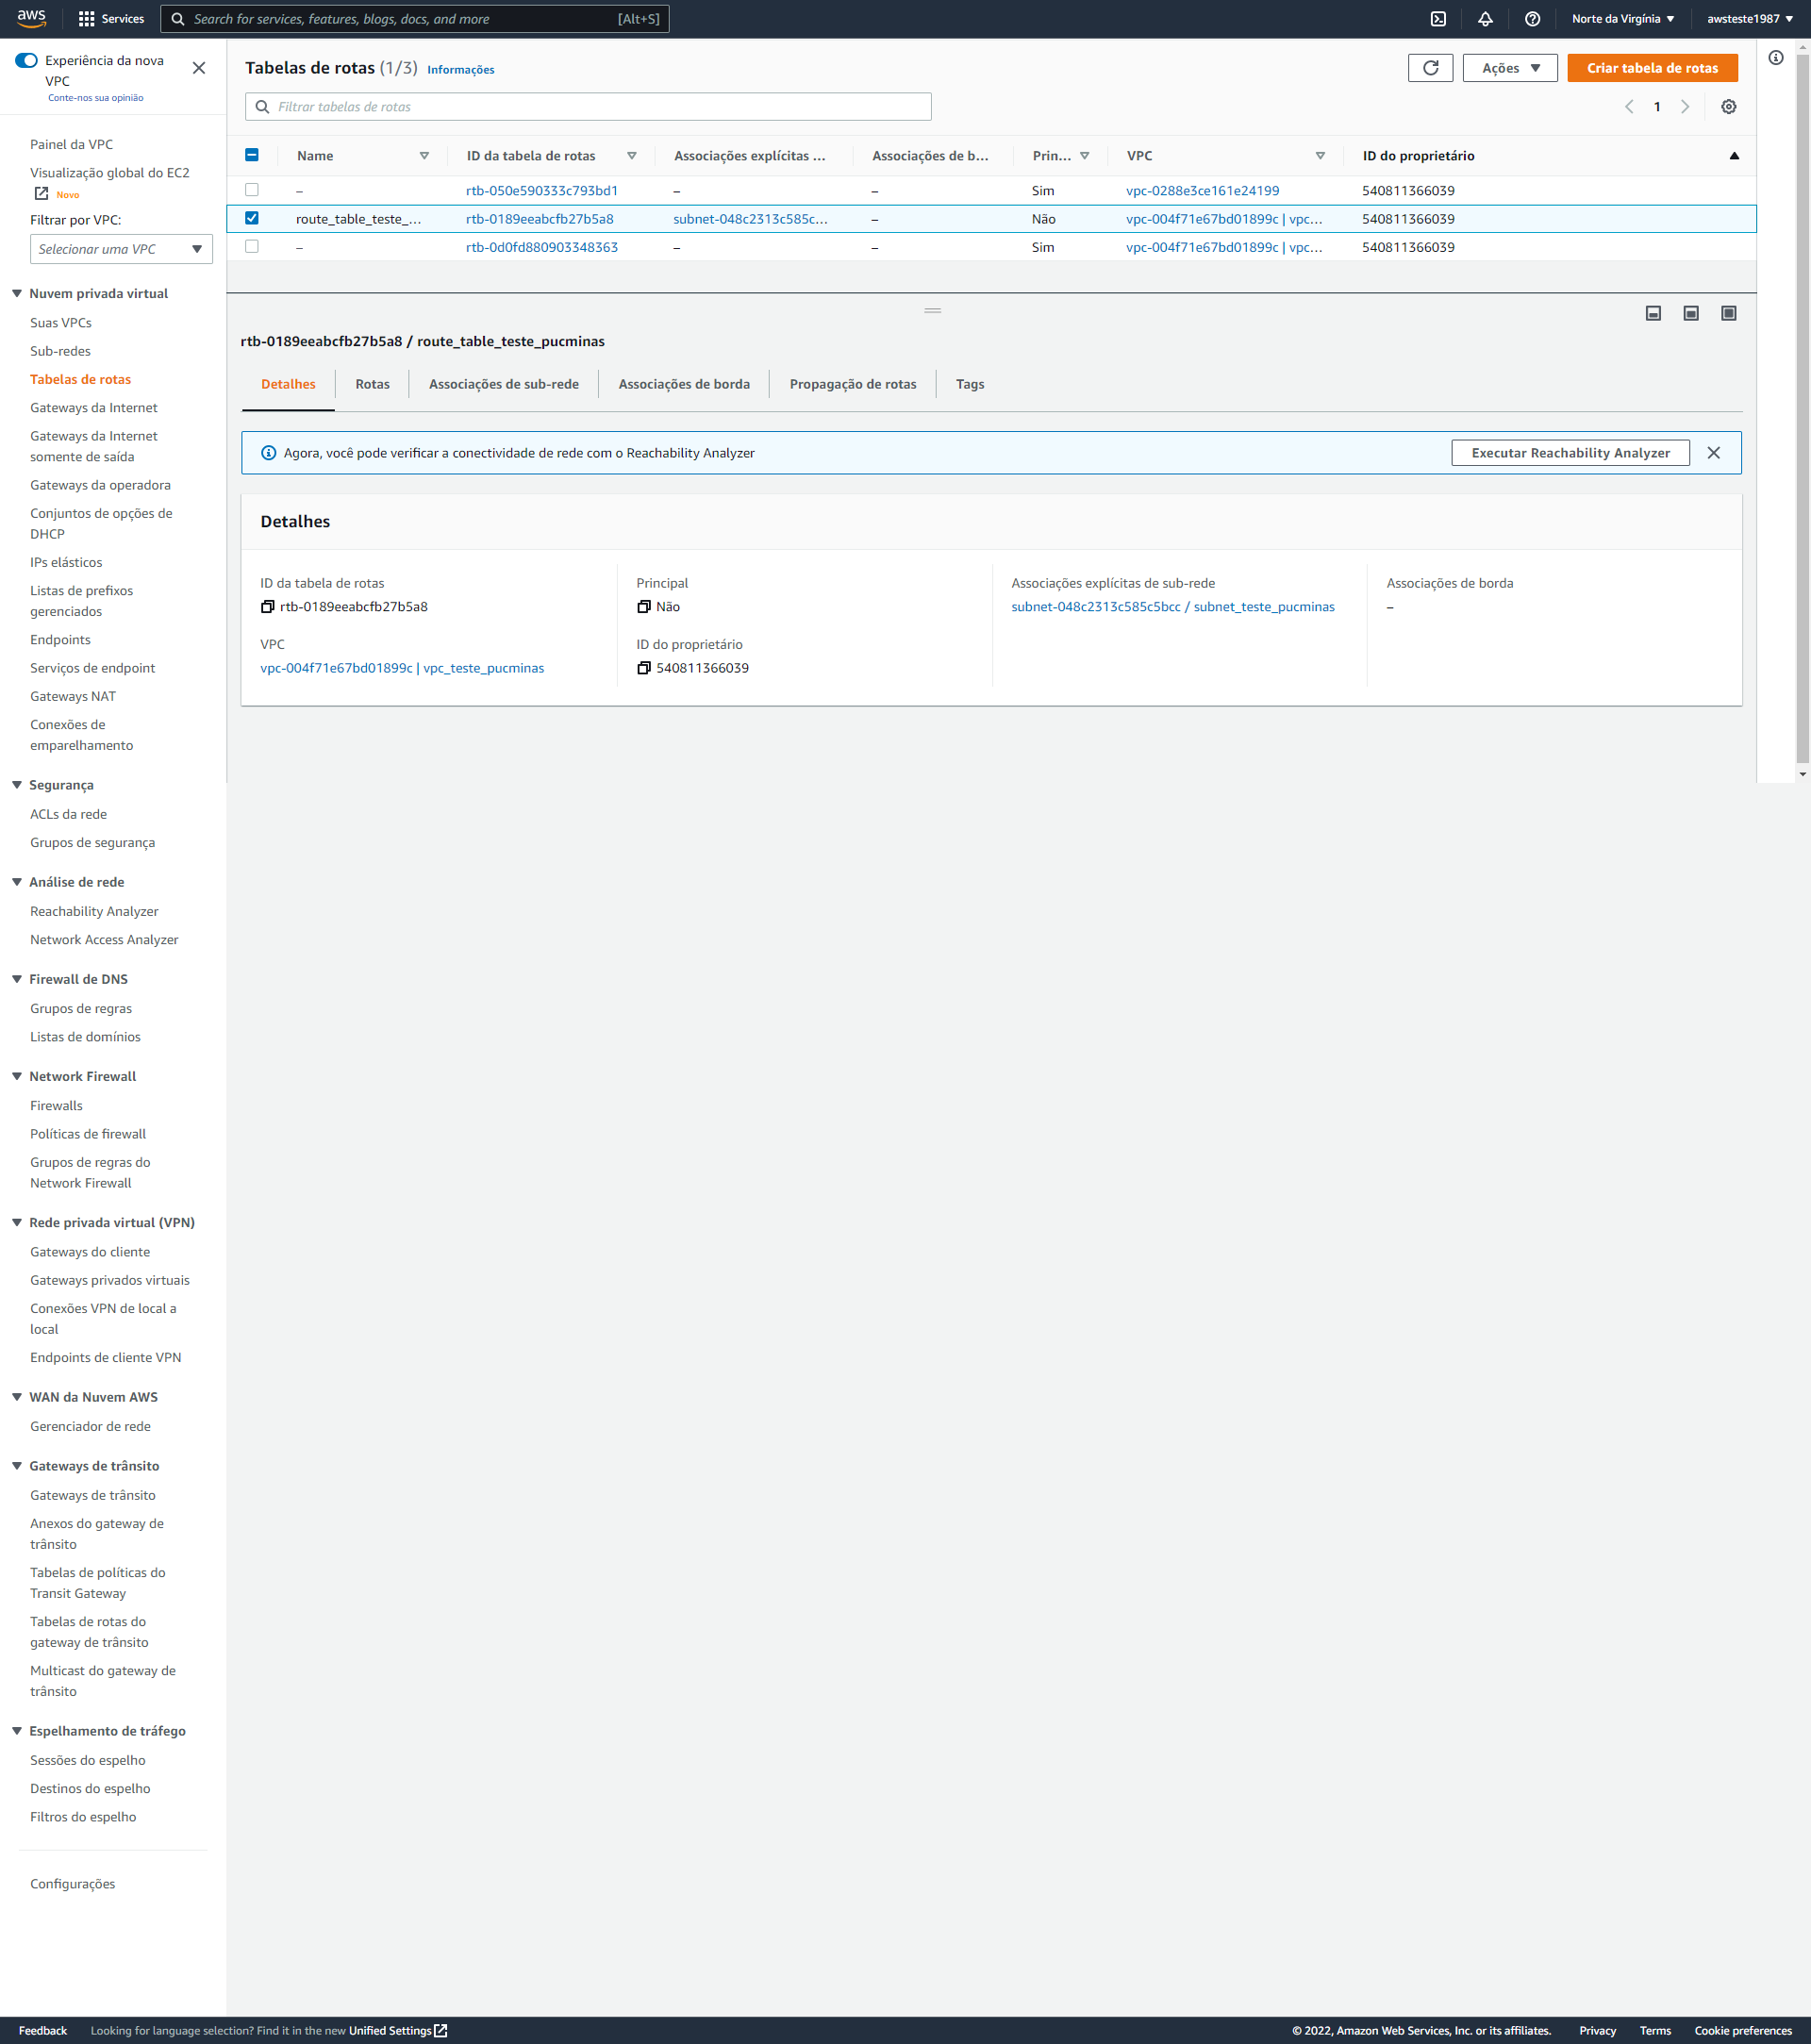 aws
Services
Search for services, features, blogs, docs, and more
[Alt+S]
Norte da Virgínia
awsteste1987
Experiência da nova
VPC
Conte-nos sua opinião
Painel da VPC
Visualização global do EC2
Novo
Filtrar por VPC:
Selecionar uma VPC
Nuvem privada virtual
Suas VPCs
Sub-redes
Tabelas de rotas
Gateways da Internet
Gateways da Internet
somente de saída
Gateways da operadora
Conjuntos de opções de
DHCP
IPs elásticos
Listas de prefixos
gerenciados
Endpoints
Serviços de endpoint
Gateways NAT
Conexões de
emparelhamento
Segurança
ACLs da rede
Grupos de segurança
Análise de rede
Reachability Analyzer
Network Access Analyzer
Firewall de DNS
Grupos de regras
Listas de domínios
Network Firewall
Firewalls
Políticas de firewall
Grupos de regras do
Network Firewall
Rede privada virtual (VPN)
Gateways do cliente
Gateways privados virtuais
Conexões VPN de local a
local
Endpoints de cliente VPN
WAN da Nuvem AWS
Gerenciador de rede
Gateways de trânsito
Gateways de trânsito
Anexos do gateway de
trânsito
Tabelas de políticas do
Transit Gateway
Tabelas de rotas do
gateway de trânsito
Multicast do gateway de
trânsito
Espelhamento de tráfego
Sessões do espelho
Destinos do espelho
Filtros do espelho
Configurações
Tabelas de rotas (1/3) Informações
Ações
Criar tabela de rotas
Filtrar tabelas de rotas
1
Name ID da tabela de rotas Associações explícitas ... Associações de b... Prin... VPC ID do proprietário
– rtb-050e590333c793bd1 – – Sim vpc-0288e3ce161e24199 540811366039
route_table_teste_... rtb-0189eeabcfb27b5a8 subnet-048c2313c585c... – Não vpc-004f71e67bd01899c | vpc... 540811366039
– rtb-0d0fd880903348363 – – Sim vpc-004f71e67bd01899c | vpc... 540811366039
rtb-0189eeabcfb27b5a8 / route_table_teste_pucminas
Detalhes Rotas Associações de sub-rede Associações de borda Propagação de rotas Tags
Agora, você pode verificar a conectividade de rede com o Reachability Analyzer
Executar Reachability Analyzer
Detalhes
ID da tabela de rotas
rtb-0189eeabcfb27b5a8
VPC
vpc-004f71e67bd01899c | vpc_teste_pucminas
Principal
Não
ID do proprietário
540811366039
Associações explícitas de sub-rede
subnet-048c2313c585c5bcc / subnet_teste_pucminas
Associações de borda
–
Feedback
Looking for language selection? Find it in the new Unified Settings
© 2022, Amazon Web Services, Inc. or its affiliates.
Privacy
Terms
Cookie preferences